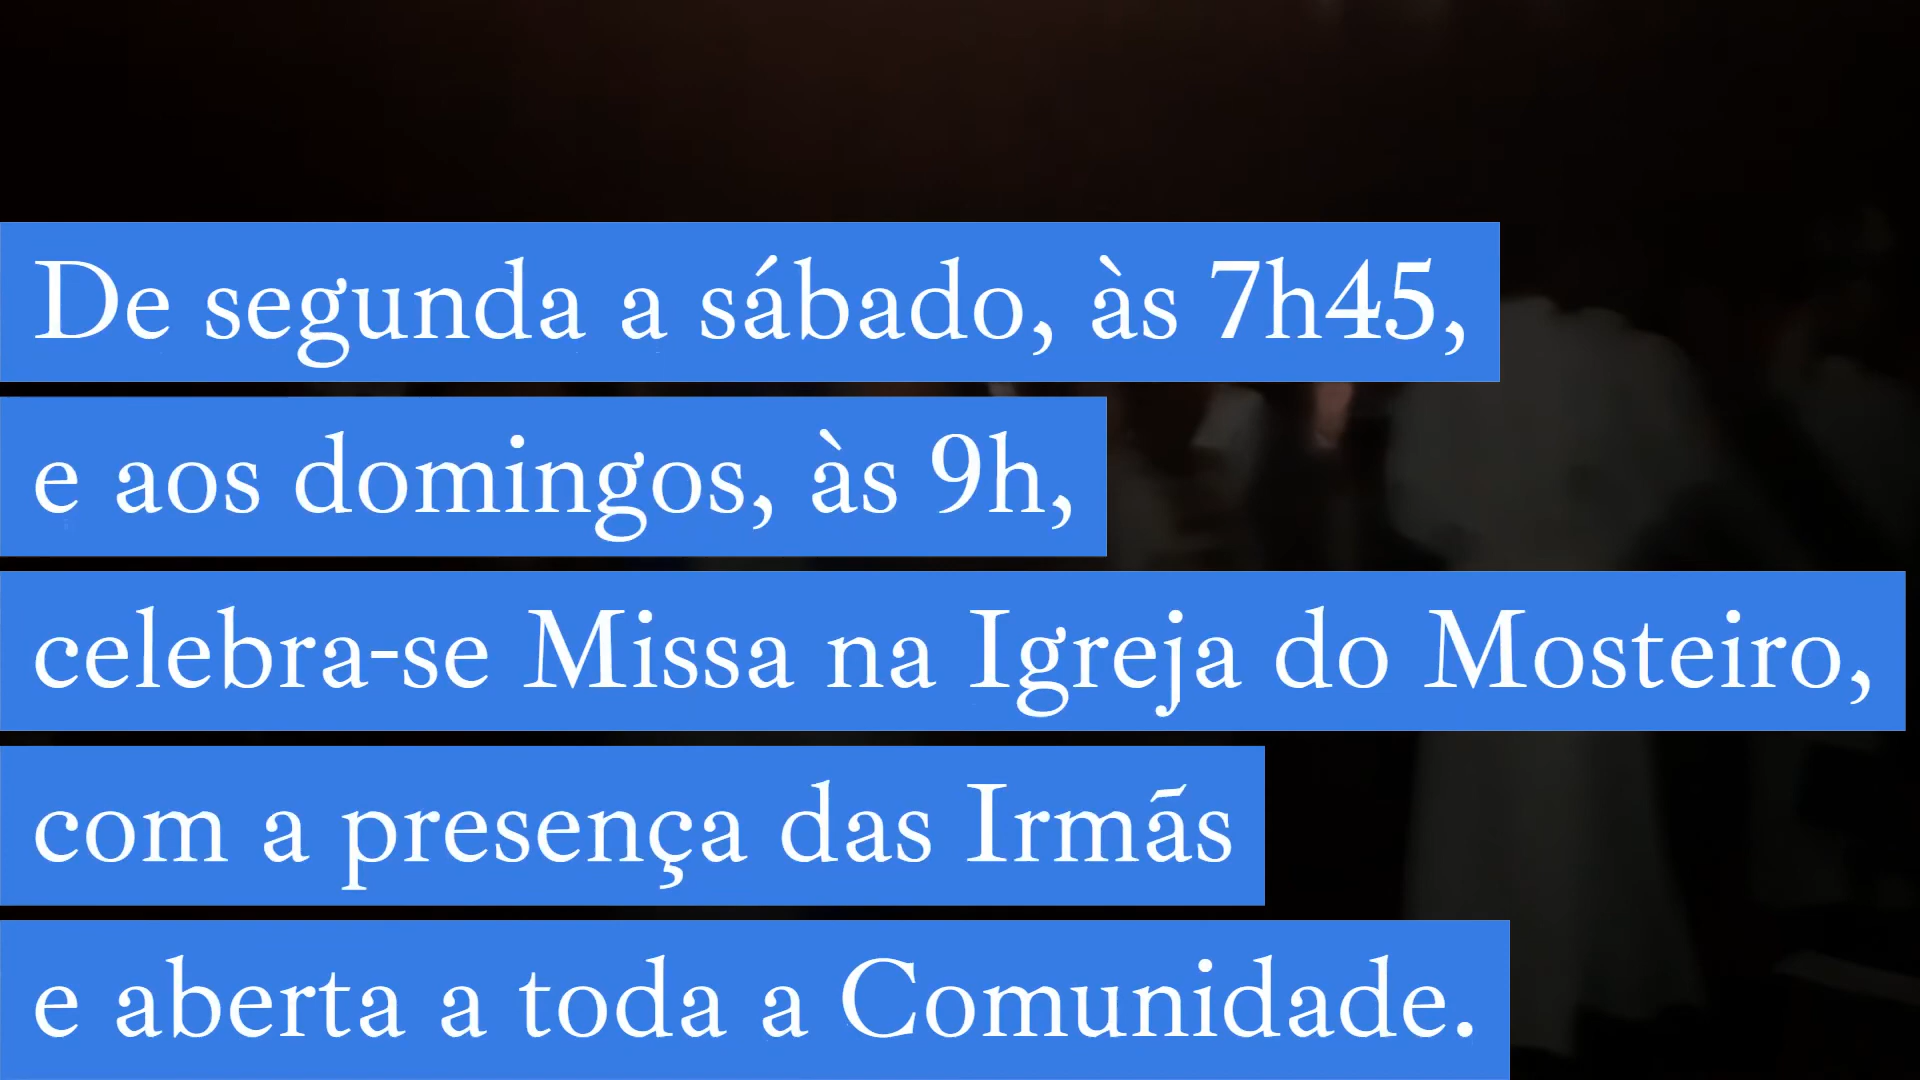 De segunda a sábado, às 7h45,
e aos domingos, às 9h,
celebra-se Missa na Igreja do Mosteiro,
com a presença das Irmãs
e aberta a toda a Comunidade.